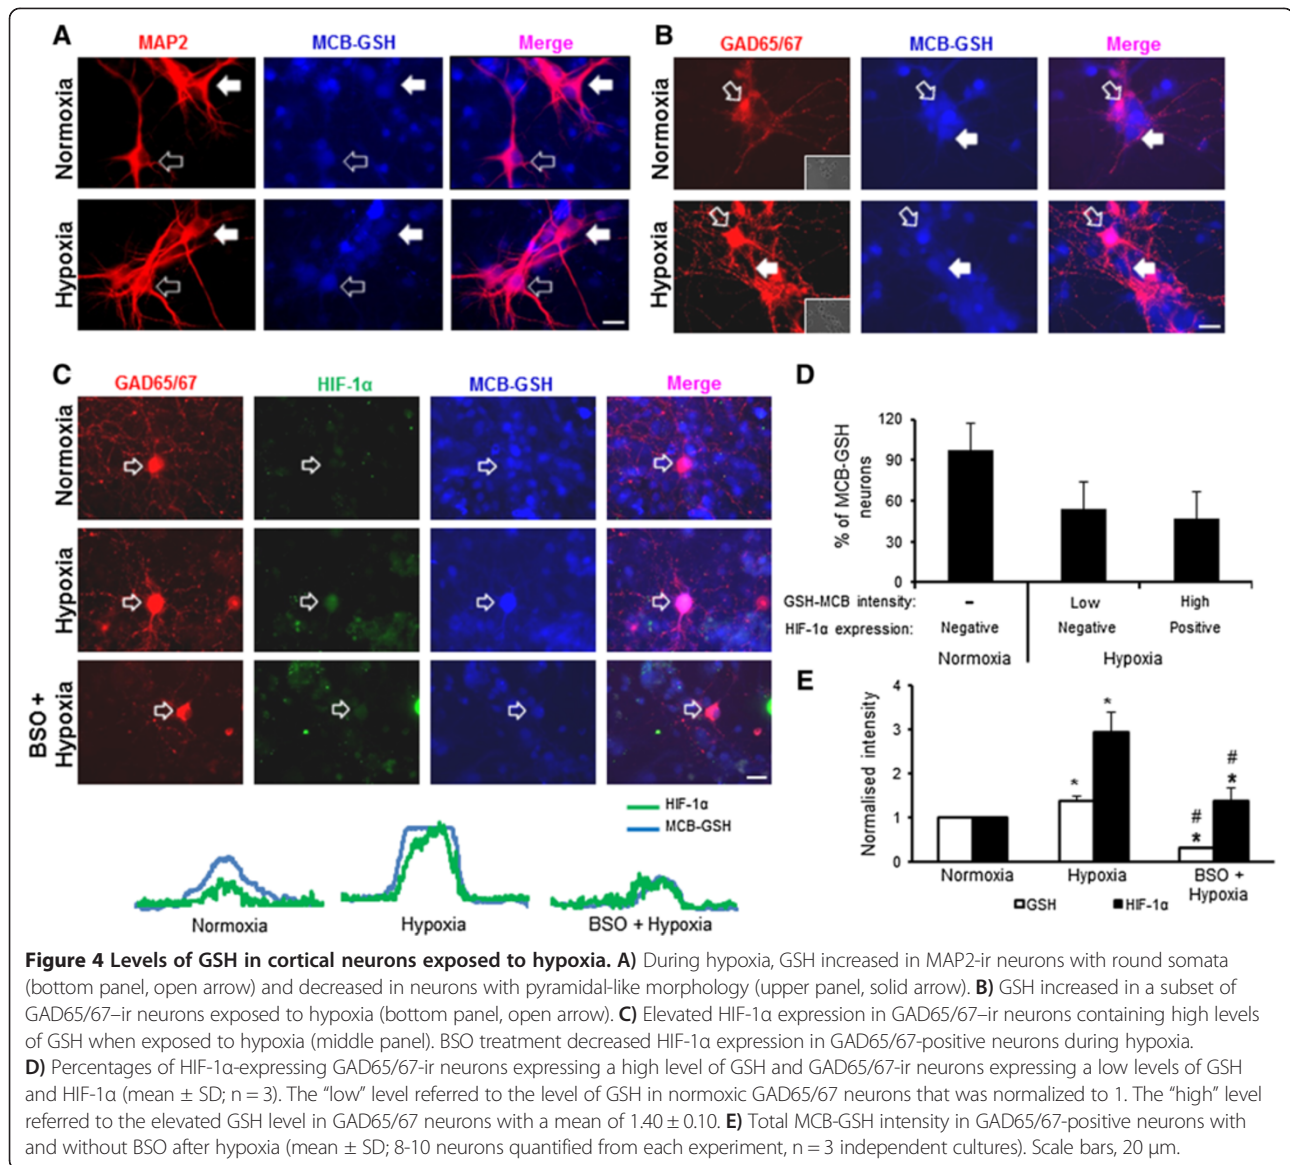 A
MAP2
MCB-GSH
Merge
Normoxia
Hypoxia
B
GAD65/67
MCB-GSH
Merge
Normoxia
Hypoxia
C
GAD65/67
HIF-1α
MCB-GSH
Merge
Normoxia
Hypoxia
BSO +
Hypoxia
HIF-1α
MCB-GSH
Normoxia
Hypoxia
BSO + Hypoxia
D
% of MCB-GSH
neurons
120
90
60
30
0
GSH-MCB intensity: - Low High
HIF-1α expression: Negative Negative Positive
Normoxia Hypoxia
E
Normalised intensity
4
3
2
1
0
* *
# #
* *
Normoxia Hypoxia BSO +
Hypoxia
GSH HIF-1α
Figure 4 Levels of GSH in cortical neurons exposed to hypoxia. A) During hypoxia, GSH increased in MAP2-ir neurons with round somata
(bottom panel, open arrow) and decreased in neurons with pyramidal-like morphology (upper panel, solid arrow). B) GSH increased in a subset of
GAD65/67–ir neurons exposed to hypoxia (bottom panel, open arrow). C) Elevated HIF-1α expression in GAD65/67–ir neurons containing high levels
of GSH when exposed to hypoxia (middle panel). BSO treatment decreased HIF-1α expression in GAD65/67-positive neurons during hypoxia.
D) Percentages of HIF-1α-expressing GAD65/67-ir neurons expressing a high level of GSH and GAD65/67-ir neurons expressing a low levels of GSH
and HIF-1α (mean ± SD; n = 3). The “low” level referred to the level of GSH in normoxic GAD65/67 neurons that was normalized to 1. The “high” level
referred to the elevated GSH level in GAD65/67 neurons with a mean of 1.40 ± 0.10. E) Total MCB-GSH intensity in GAD65/67-positive neurons with
and without BSO after hypoxia (mean ± SD; 8-10 neurons quantified from each experiment, n = 3 independent cultures). Scale bars, 20 μm.